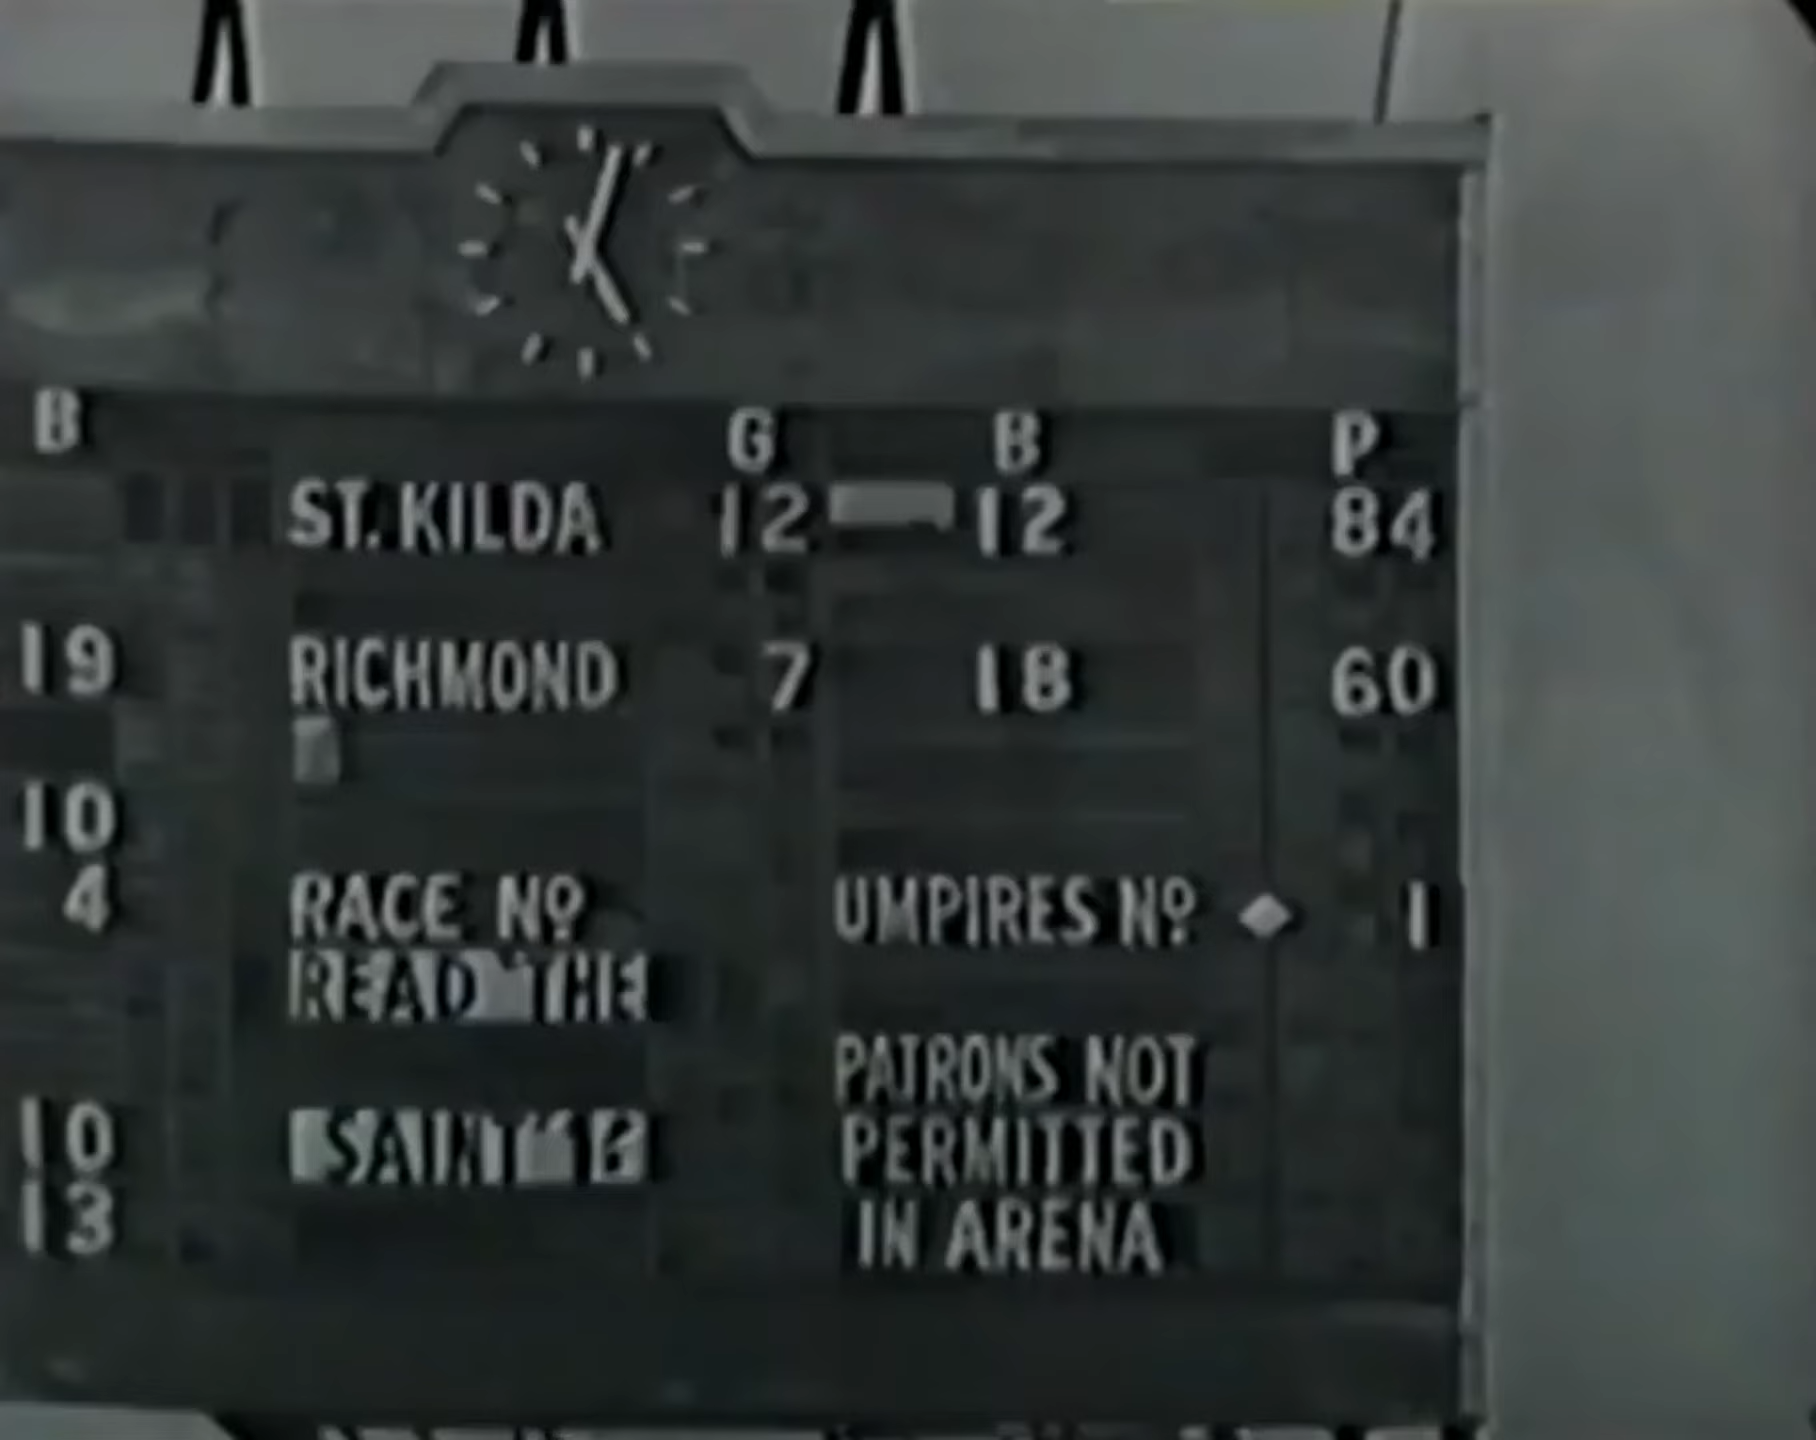 B G B P
ST. KILDA 12 12 84
19 RICHMOND 7 18 60
10
4 RACE Nº UMPIRES Nº 1
READ THE
PATRONS NOT
10 PERMITTED
13 IN ARENA